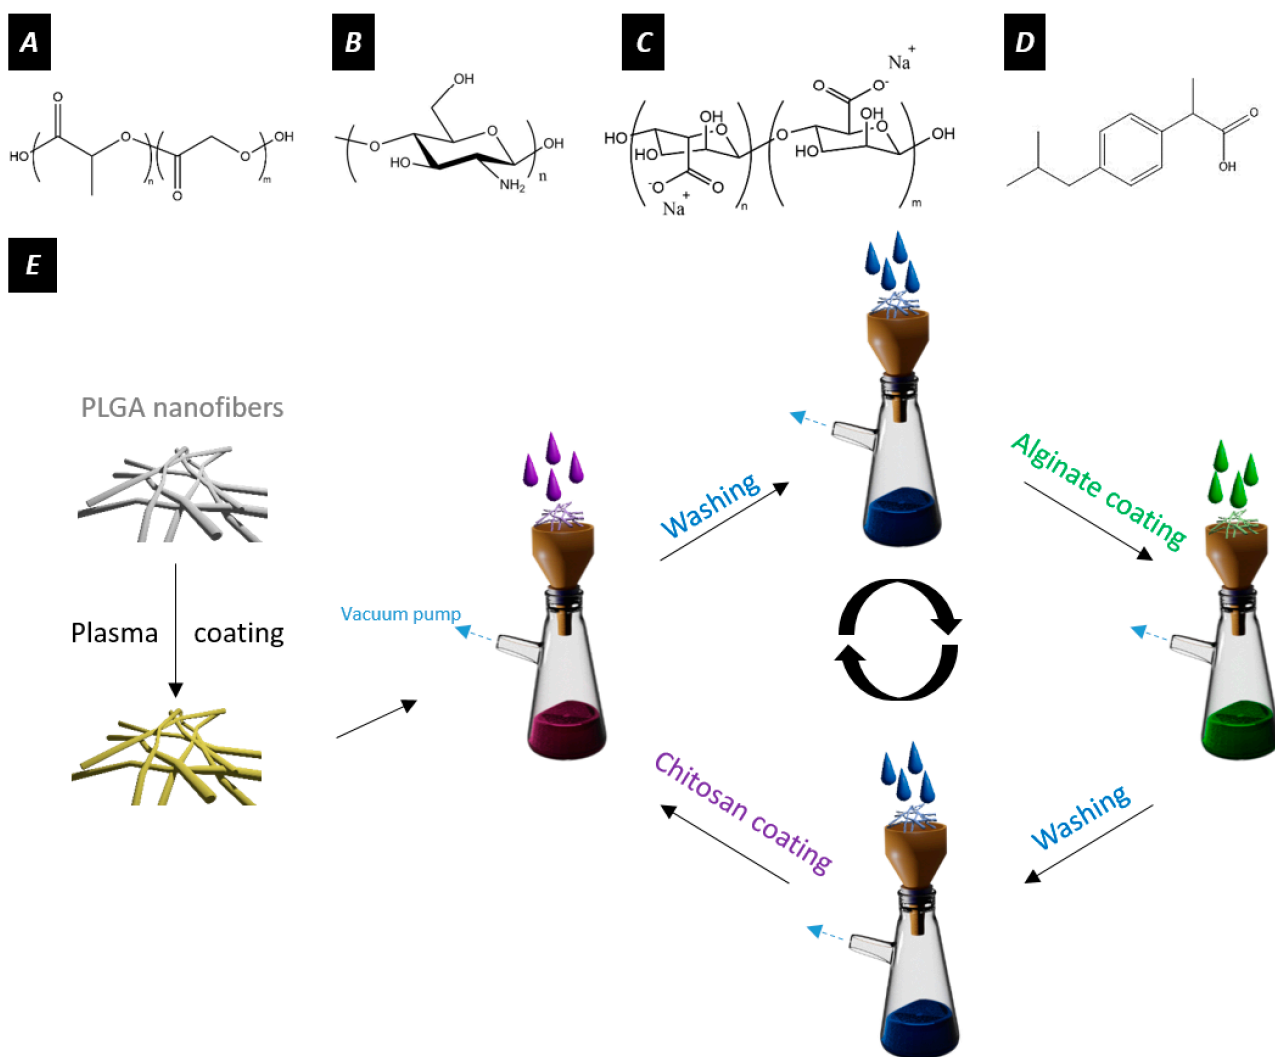 A
B
C
D
O
O
HO
n
O
O
OH
m
OH
O
O
HO
NH2
OH
n
HO
OH
O
HO
-O
O
Na+
n
O
O
O-
Na+
OH
O
HO
OH
m
O
OH
E
PLGA nanofibers
Plasma coating
Vacuum pump
Washing
Alginate coating
Chitosan coating
Washing